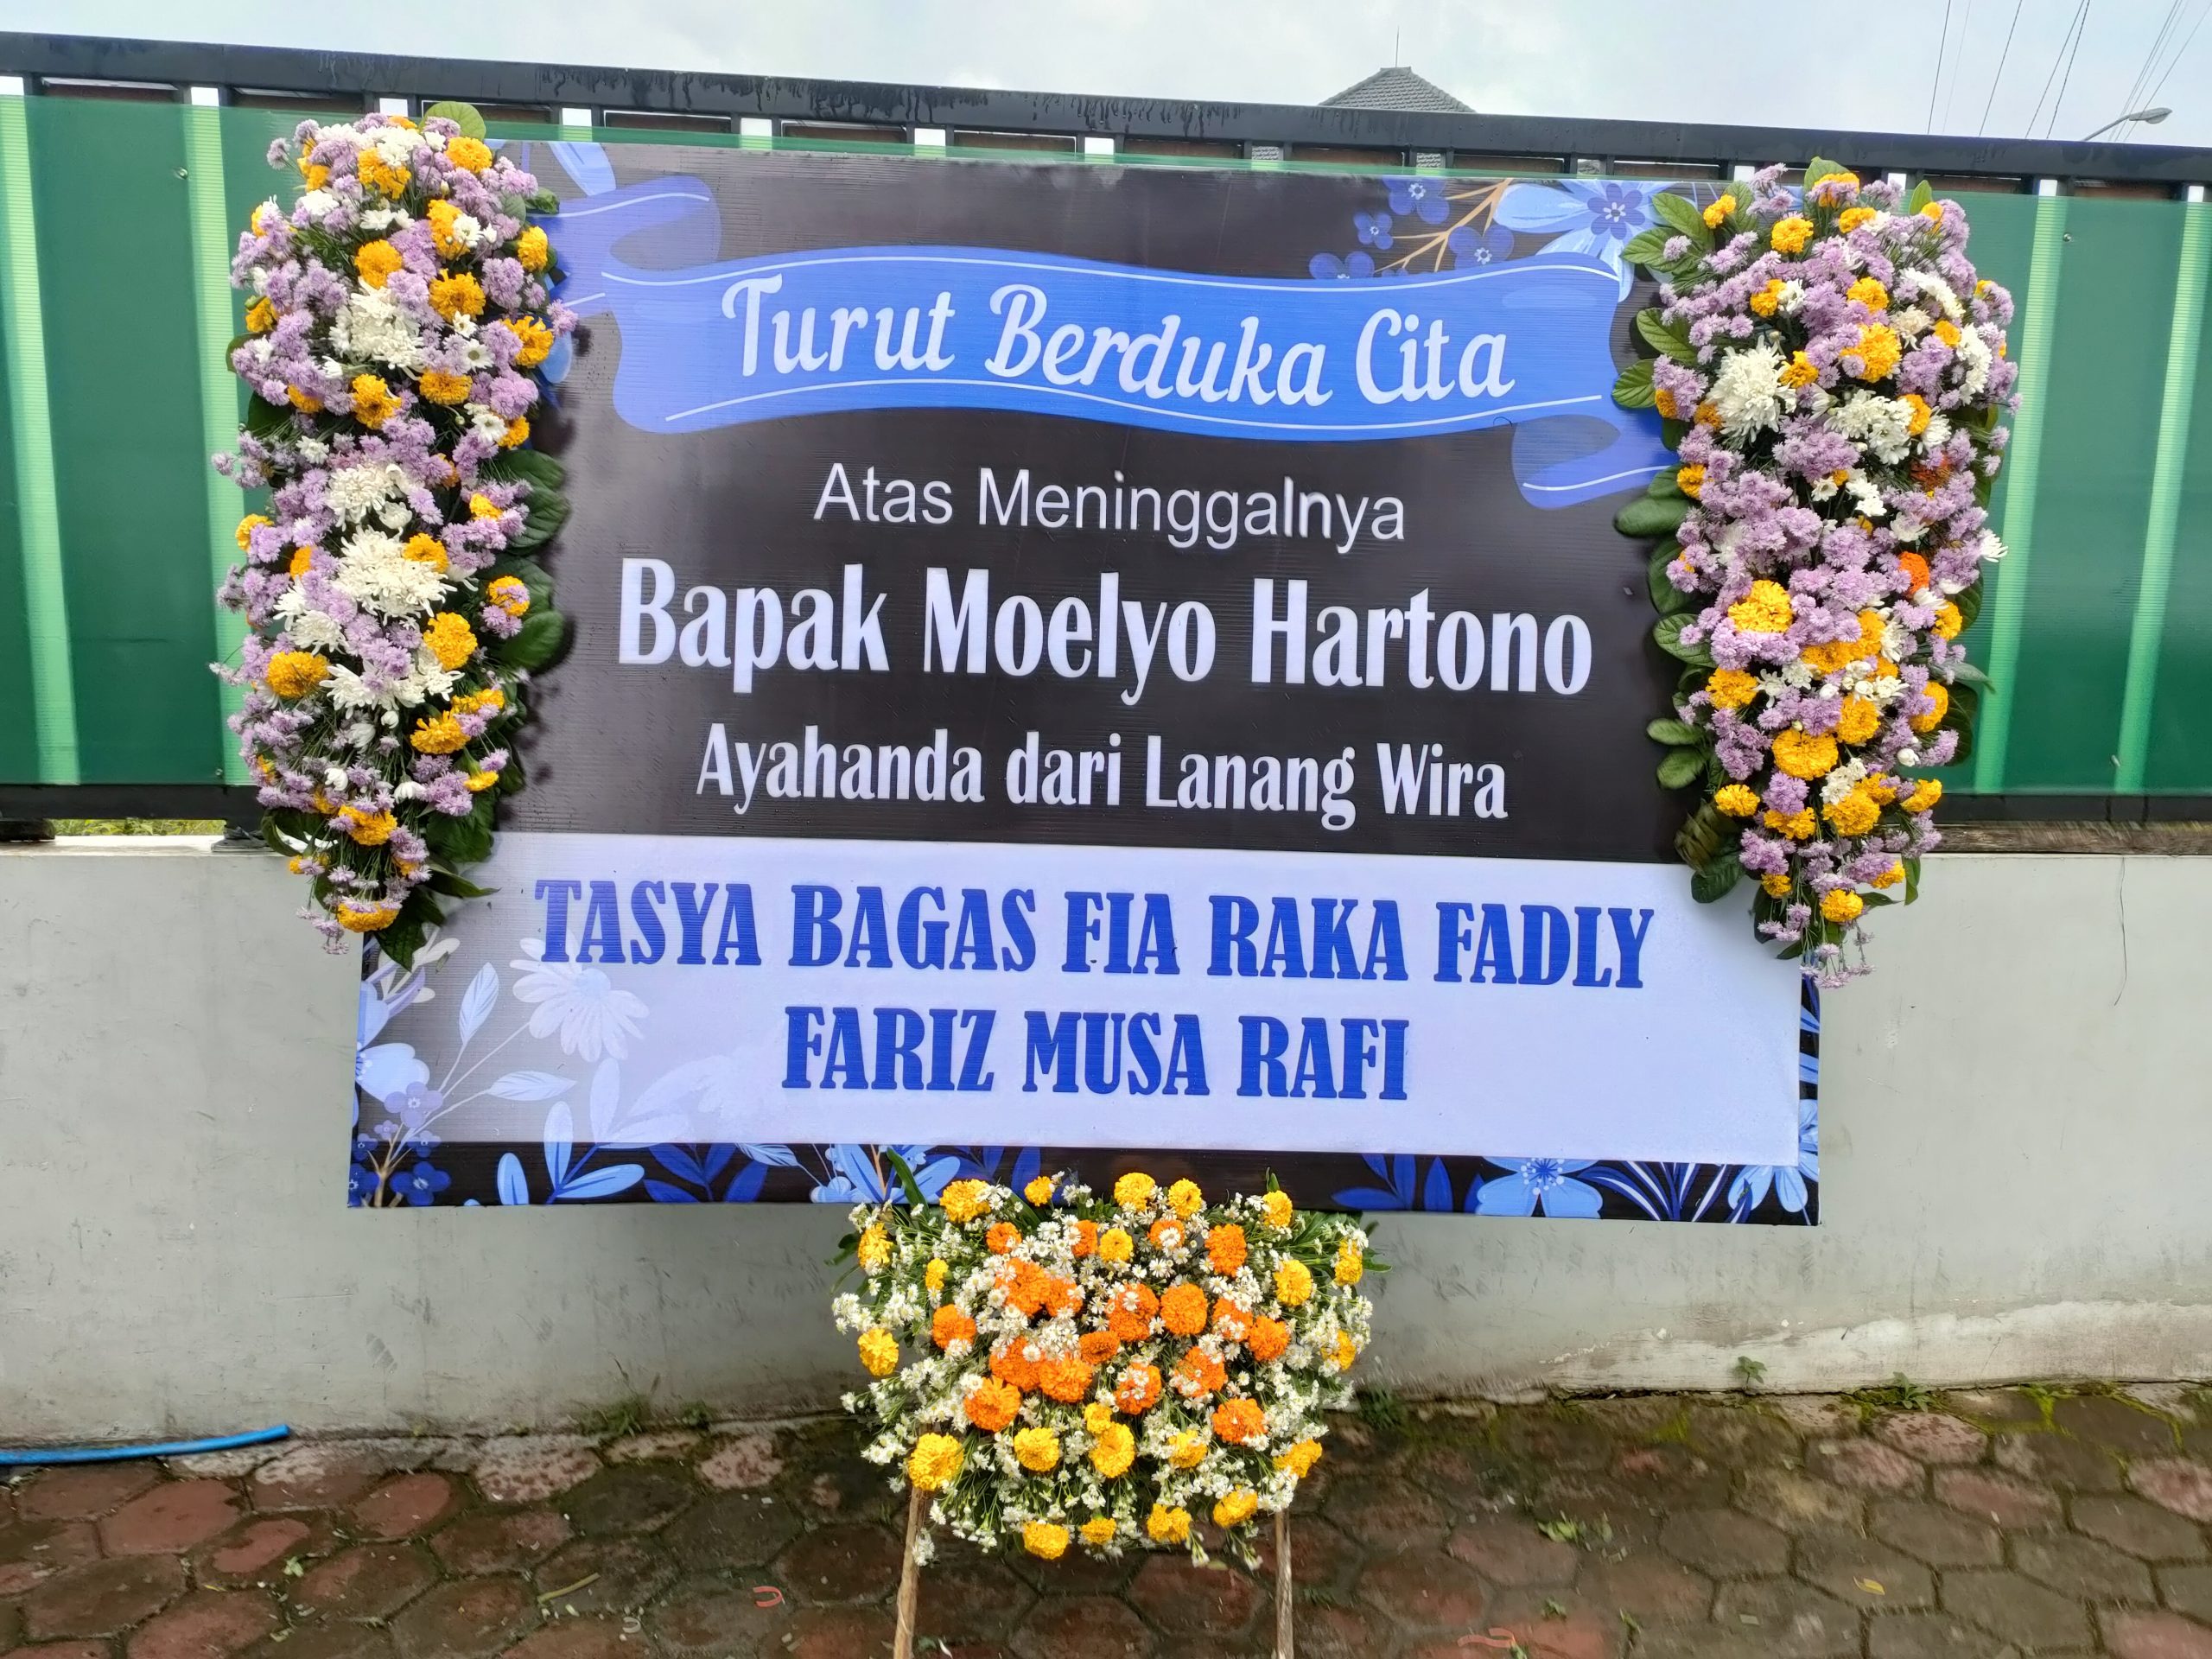 Turut Berduka Cita
Atas Meninggalnya
Bapak Moelyo Hartono
Ayahanda dari Lanang Wira
TASYA BAGAS FIA RAKA FADLY
FARIZ MUSA RAFI